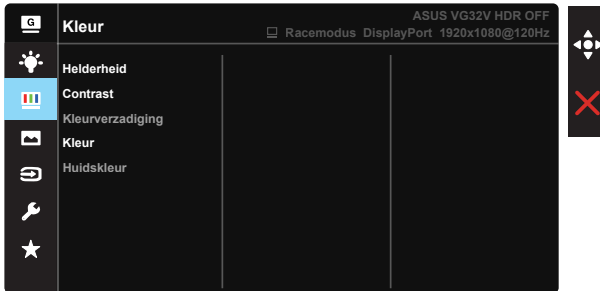 G
Kleur
ASUS VG32V HDR OFF
Racemodus DisplayPort 1920x1080@120Hz
Helderheid
Contrast
Kleurverzadiging
Kleur
Huidskleur